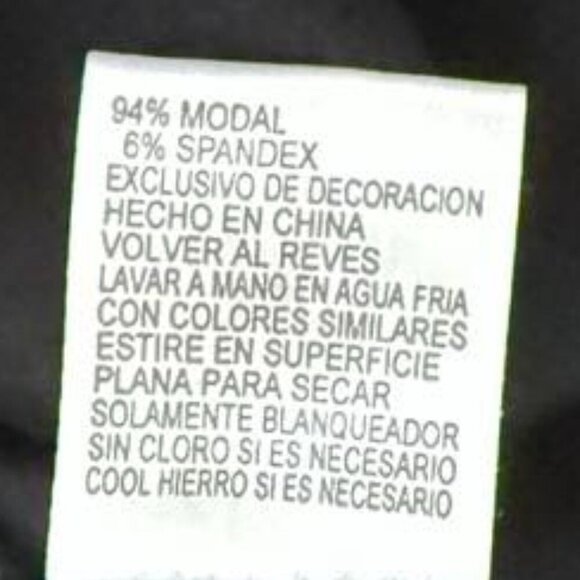 94% MODAL
6% SPANDEX
EXCLUSIVO DE DECORACION
HECHO EN CHINA
VOLVER AL REVES
LAVAR A MANO EN AGUA FRIA
CON COLORES SIMILARES
ESTIRE EN SUPERFICIE
PLANA PARA SECAR
SOLAMENTE BLANQUEADOR
SIN CLORO SI ES NECESARIO
COOL HIERRO SI ES NECESARIO